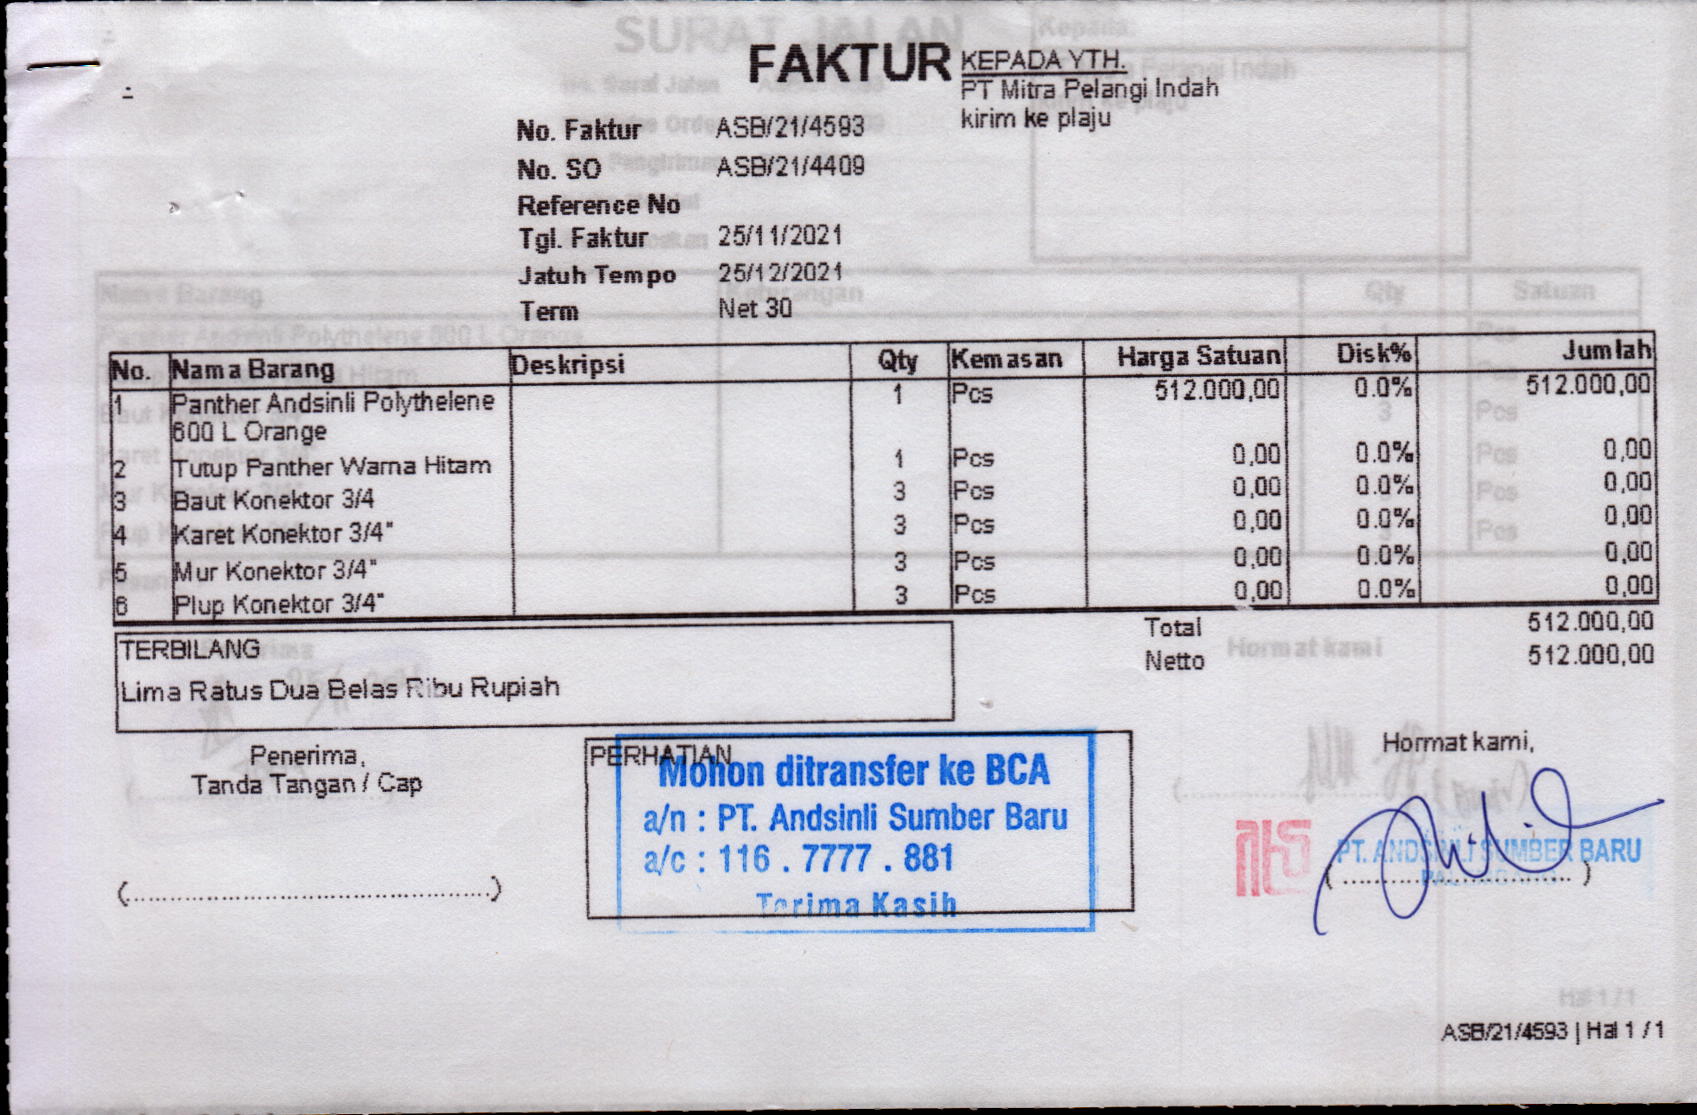 FAKTUR
KEPADA YTH.
PT Mitra Pelangi Indah
kirim ke plaju
No. Faktur ASB/21/4593
No. SO ASB/21/4409
Reference No
Tgl. Faktur 25/11/2021
Jatuh Tempo 25/12/2021
Term Net 30
No. Nama Barang Deskripsi Qty Kemasan Harga Satuan Disk% Jumlah
1 Panther Andsinli Polythelene 1 Pcs 512.000,00 0.0% 512.000,00
600 L Orange
2 Tutup Panther Warna Hitam 1 Pcs 0,00 0.0% 0,00
3 Baut Konektor 3/4 3 Pcs 0,00 0.0% 0,00
4 Karet Konektor 3/4" 3 Pcs 0,00 0.0% 0,00
5 Mur Konektor 3/4" 3 Pcs 0,00 0.0% 0,00
6 Plup Konektor 3/4" 3 Pcs 0,00 0.0% 0,00
Total 512.000,00
Netto 512.000,00
TERBILANG
Lima Ratus Dua Belas Ribu Rupiah
Penerima,
Tanda Tangan / Cap
(................................................)
PERHATIAN
Mohon ditransfer ke BCA
a/n : PT. Andsinli Sumber Baru
a/c : 116 . 7777 . 881
Terima Kasih
Hormat kami,
PT. ANDSINLI SUMBER BARU
ASB/21/4593 | Hal 1 / 1